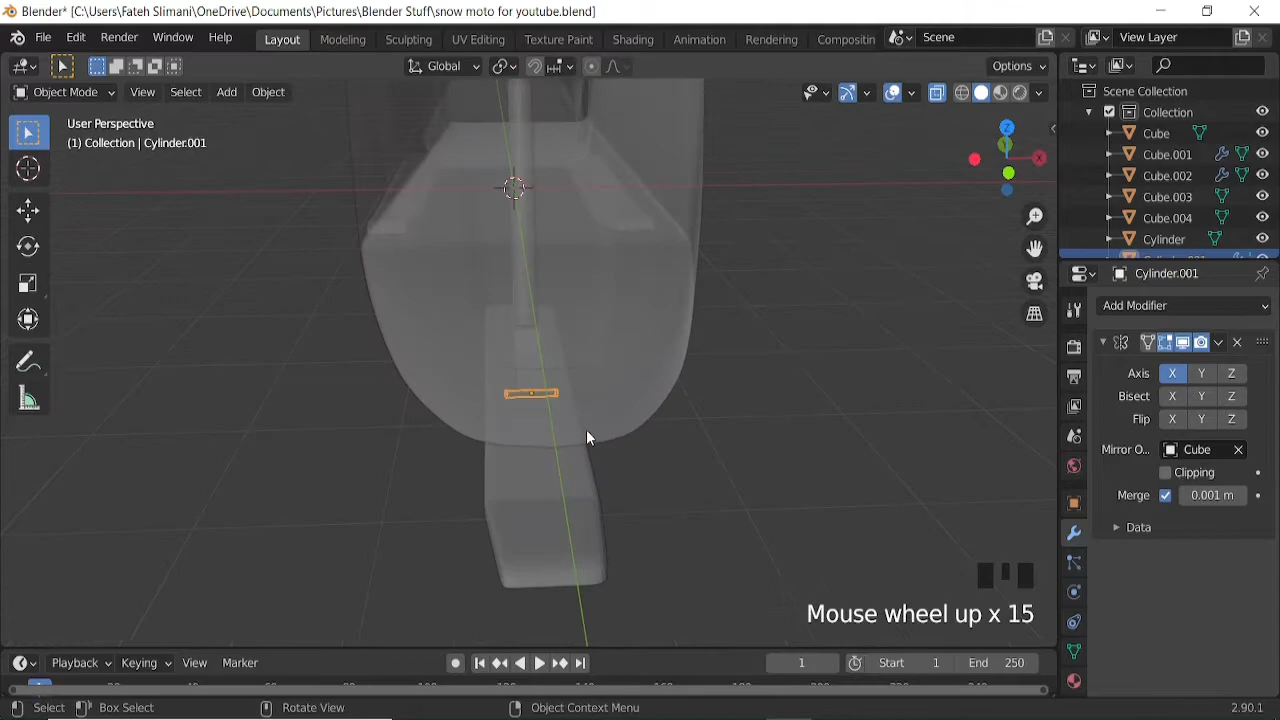 Blender* [C:\Users\Fateh Slimani\OneDrive\Documents\Pictures\Blender Stuff\snow moto for youtube.blend]
File Edit Render Window Help Layout Modeling Sculpting UV Editing Texture Paint Shading Animation Rendering Compositin Scene View Layer
Global Options
Object Mode View Select Add Object
User Perspective
(1) Collection | Cylinder.001
Z
Y
X
Scene Collection
Collection
Cube
Cube.001
Cube.002
Cube.003
Cube.004
Cylinder
Cylinder.001
Add Modifier
Axis X Y Z
Bisect X Y Z
Flip X Y Z
Mirror O... Cube
Clipping
Merge 0.001 m
Data
Mouse wheel up x 15
Playback Keying View Marker 1 Start 1 End 250
Select Box Select Rotate View Object Context Menu 2.90.1